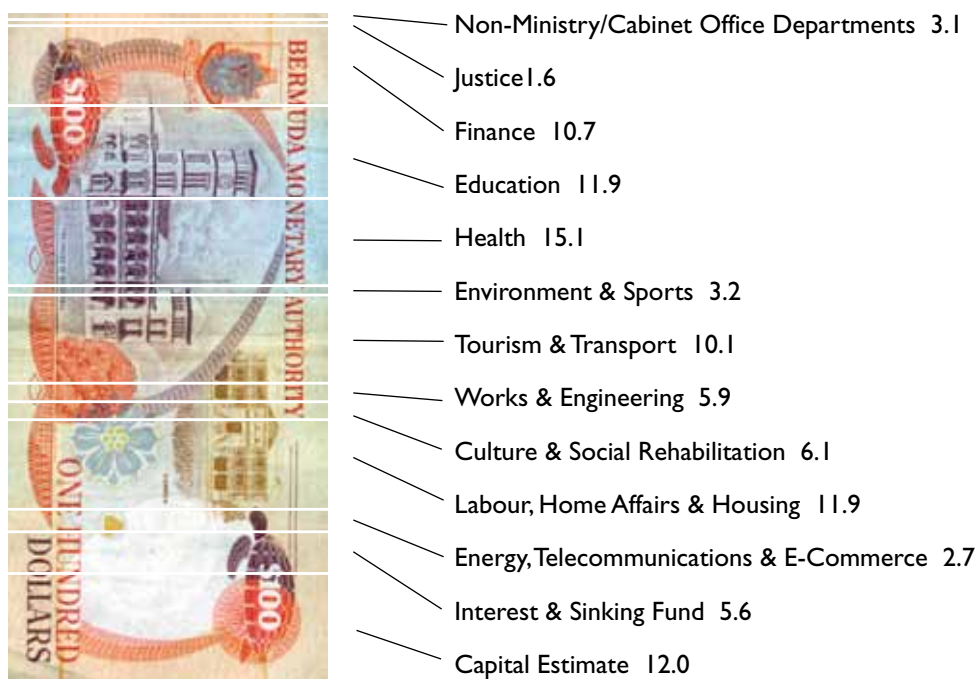 Non-Ministry/Cabinet Office Departments 3.1
Justice1.6
Finance 10.7
Education 11.9
Health 15.1
Environment & Sports 3.2
Tourism & Transport 10.1
Works & Engineering 5.9
Culture & Social Rehabilitation 6.1
Labour, Home Affairs & Housing 11.9
Energy, Telecommunications & E-Commerce 2.7
Interest & Sinking Fund 5.6
Capital Estimate 12.0
BERMUDA MONETARY AUTHORITY
$100
ONE HUNDRED
DOLLARS
$100